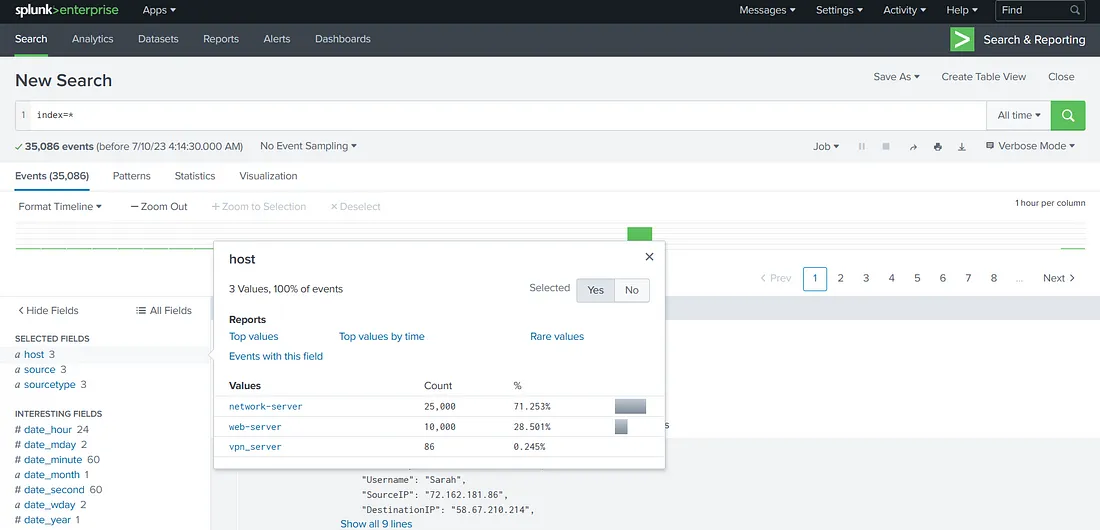 splunk>enterprise Apps Messages Settings Activity Help Find
Search Analytics Datasets Reports Alerts Dashboards Search & Reporting
New Search Save As Create Table View Close
1 index=* All time
✓ 35,086 events (before 7/10/23 4:14:30.000 AM) No Event Sampling Job Verbose Mode
Events (35,086) Patterns Statistics Visualization
Format Timeline — Zoom Out + Zoom to Selection × Deselect 1 hour per column
host
< Prev 1 2 3 4 5 6 7 8 ... Next >
3 Values, 100% of events Selected Yes No
< Hide Fields All Fields
Reports
Top values Top values by time Rare values
Events with this field
SELECTED FIELDS
a host 3
a source 3
a sourcetype 3
Values Count %
network-server 25,000 71.253%
web-server 10,000 28.501%
vpn_server 86 0.245%
INTERESTING FIELDS
# date_hour 24
# date_mday 2
# date_minute 60
a date_month 1
# date_second 60
a date_wday 2
# date_year 1
"Username": "Sarah",
"SourceIP": "72.162.181.86",
"DestinationIP": "58.67.210.214",
Show all 9 lines